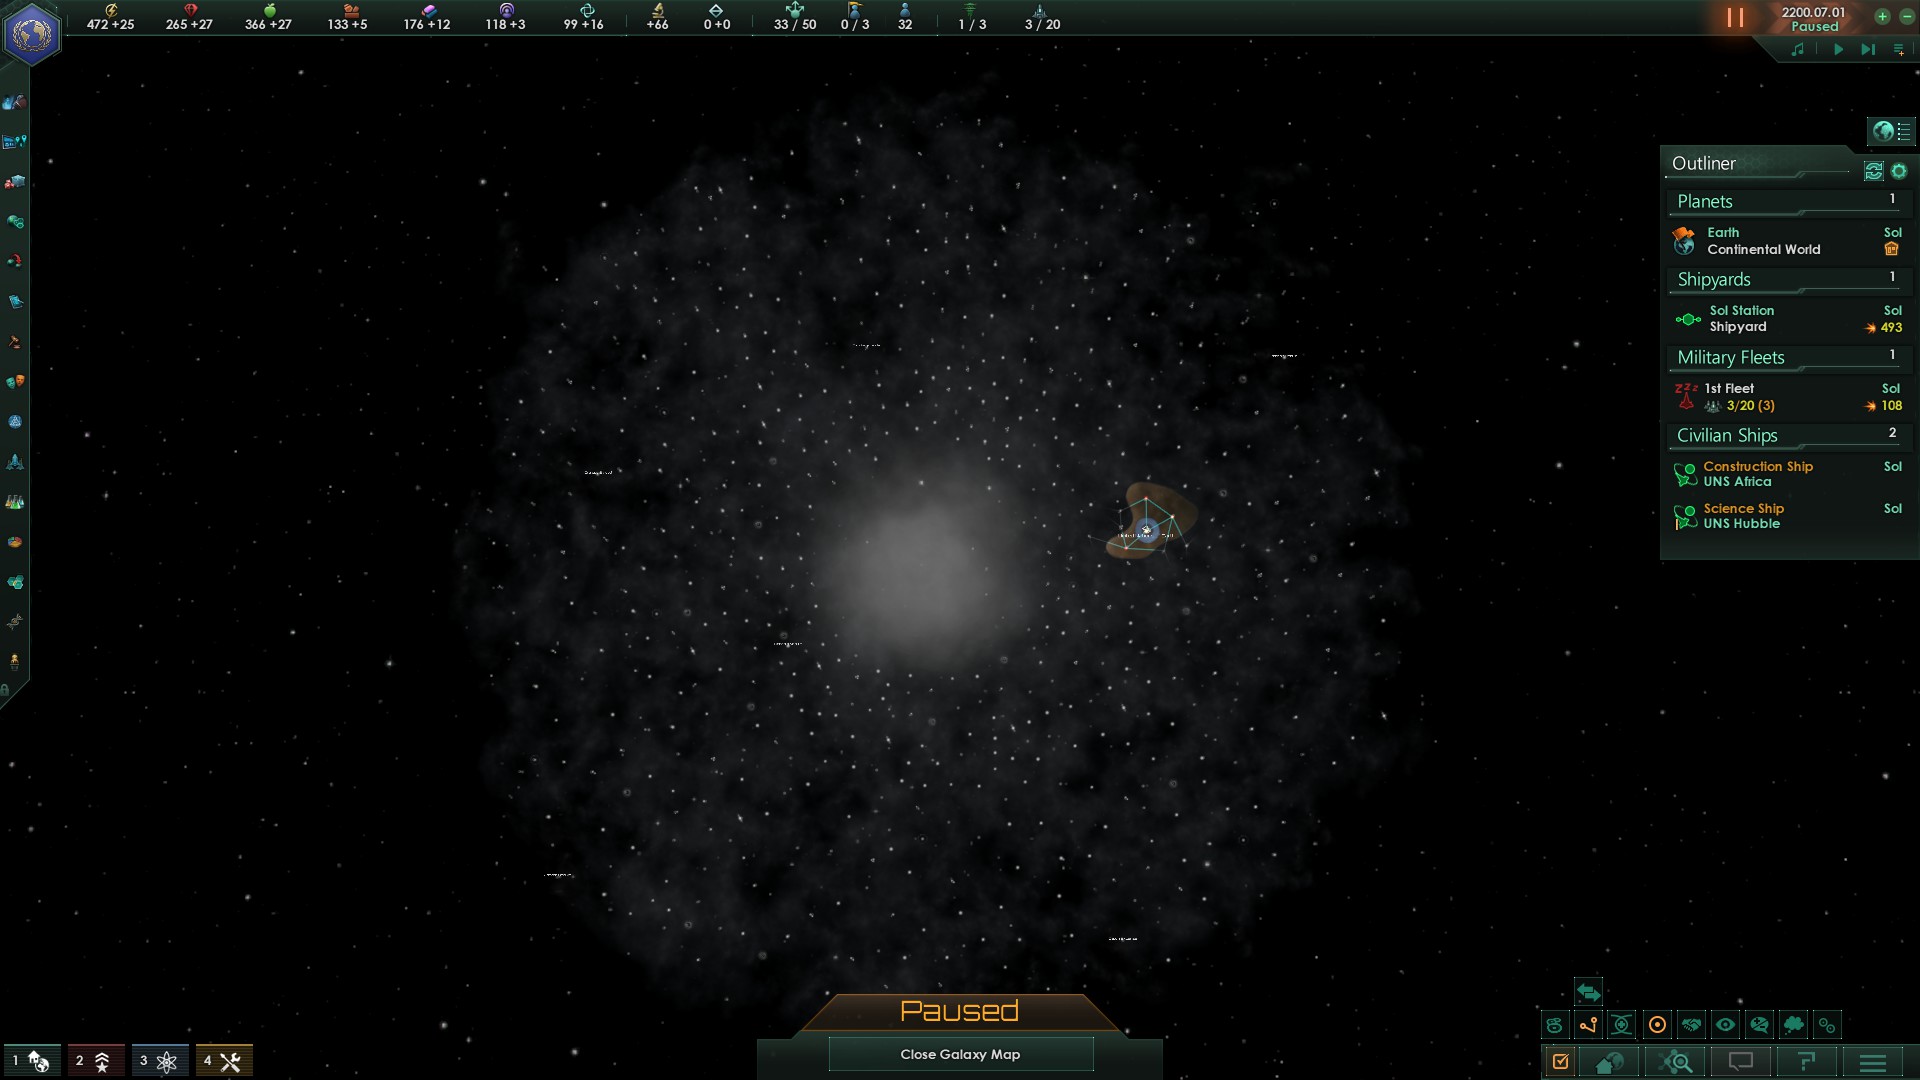 472 +25 265 +27 366 +27 133 +5 176 +12 118 +3 99 +16 +66 0 +0 33 / 50 0 / 3 32 1 / 3 3 / 20
2200.07.01
Paused
Outliner
Planets 1
Earth Sol
Continental World
Shipyards 1
Sol Station Sol
Shipyard 493
Military Fleets 1
zzz 1st Fleet Sol
3/20 (3) 108
Civilian Ships 2
Construction Ship Sol
UNS Africa
Science Ship Sol
UNS Hubble
Paused
Close Galaxy Map
1 2 3 4